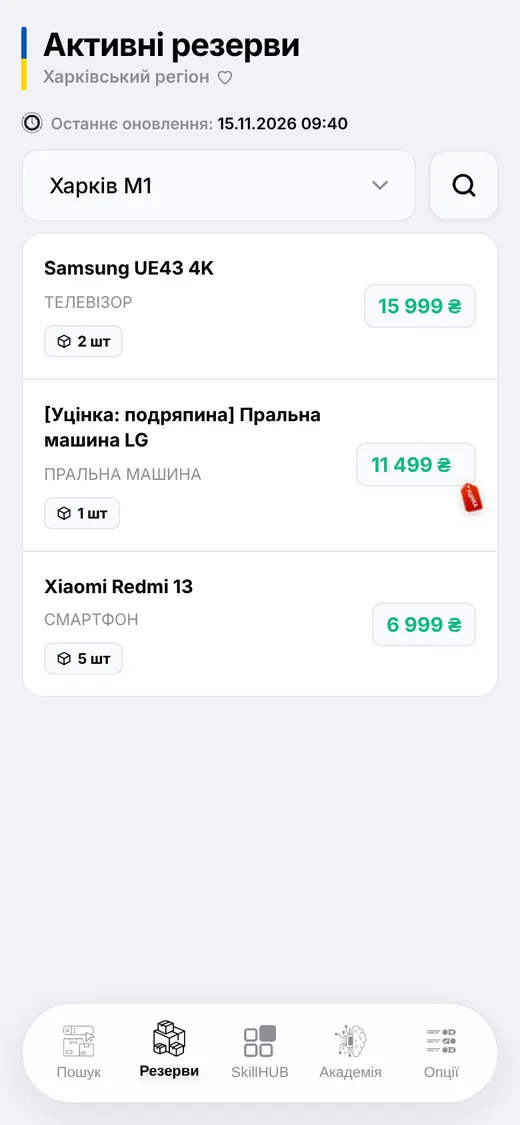 Активні резерви
Харківський регіон
Останнє оновлення: 15.11.2026 09:40
Харків М1
Samsung UE43 4K
ТЕЛЕВІЗОР
15 999 ₴
2 шт
[Уцінка: подряпина] Пральна
машина LG
ПРАЛЬНА МАШИНА
11 499 ₴
УЦІНКА
1 шт
Xiaomi Redmi 13
СМАРТФОН
6 999 ₴
5 шт
Пошук
Резерви
SkillHUB
Академія
Опції